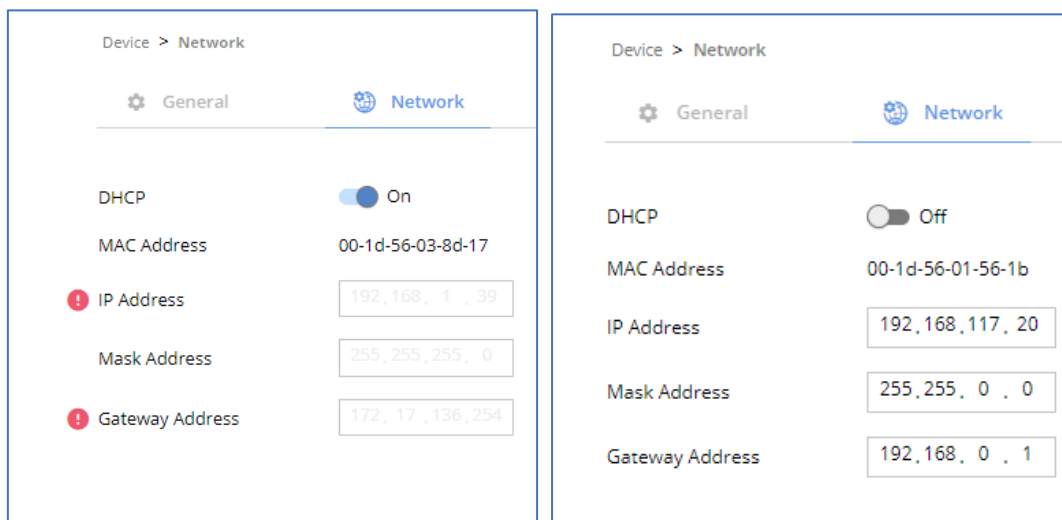 Device > Network
General Network
DHCP On
MAC Address 00-1d-56-03-8d-17
! IP Address 192.168. 1 . 39
Mask Address 255.255.255. 0
! Gateway Address 172. 17 .136.254
Device > Network
General Network
DHCP Off
MAC Address 00-1d-56-01-56-1b
IP Address 192.168.117. 20
Mask Address 255.255. 0 . 0
Gateway Address 192.168. 0 . 1